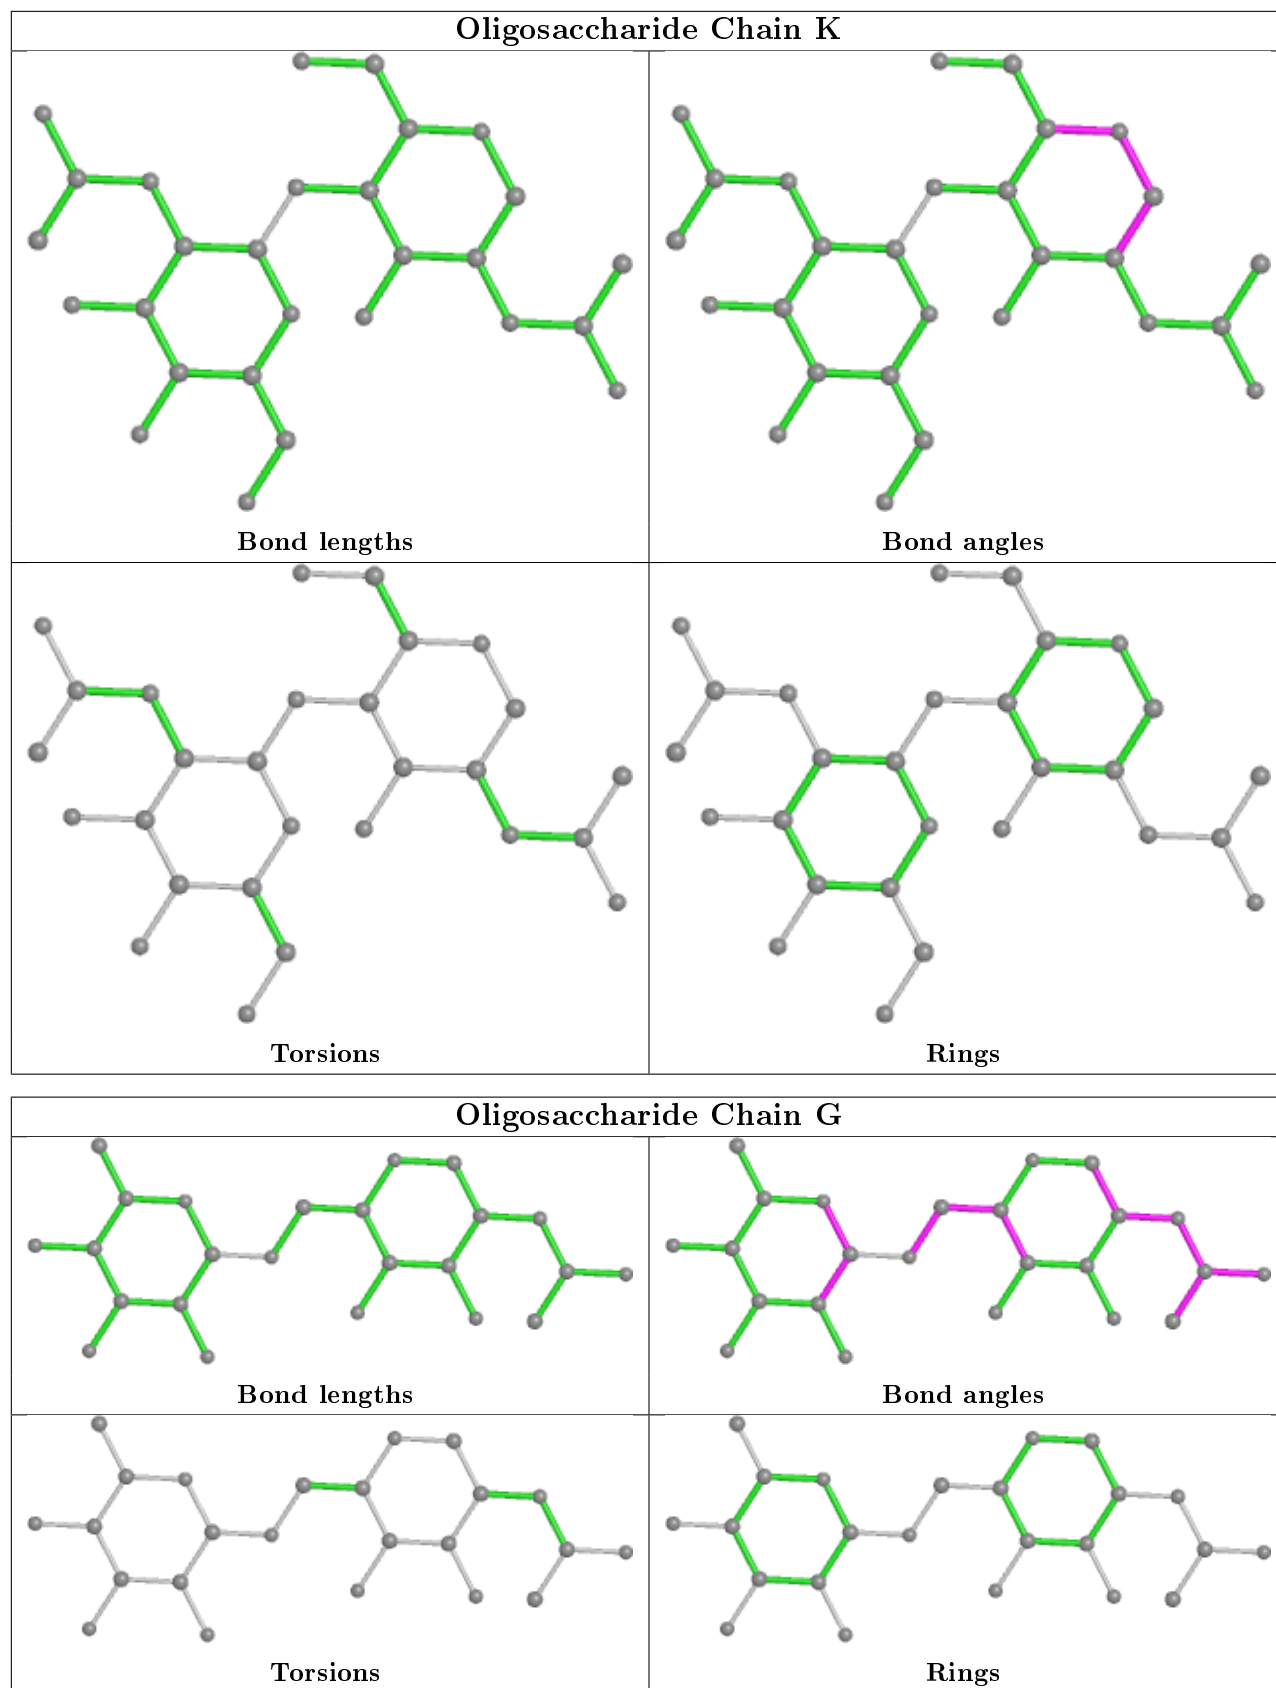 Oligosaccharide Chain K
Bond lengths
Bond angles
Torsions
Rings
Oligosaccharide Chain G
Bond lengths
Bond angles
Torsions
Rings